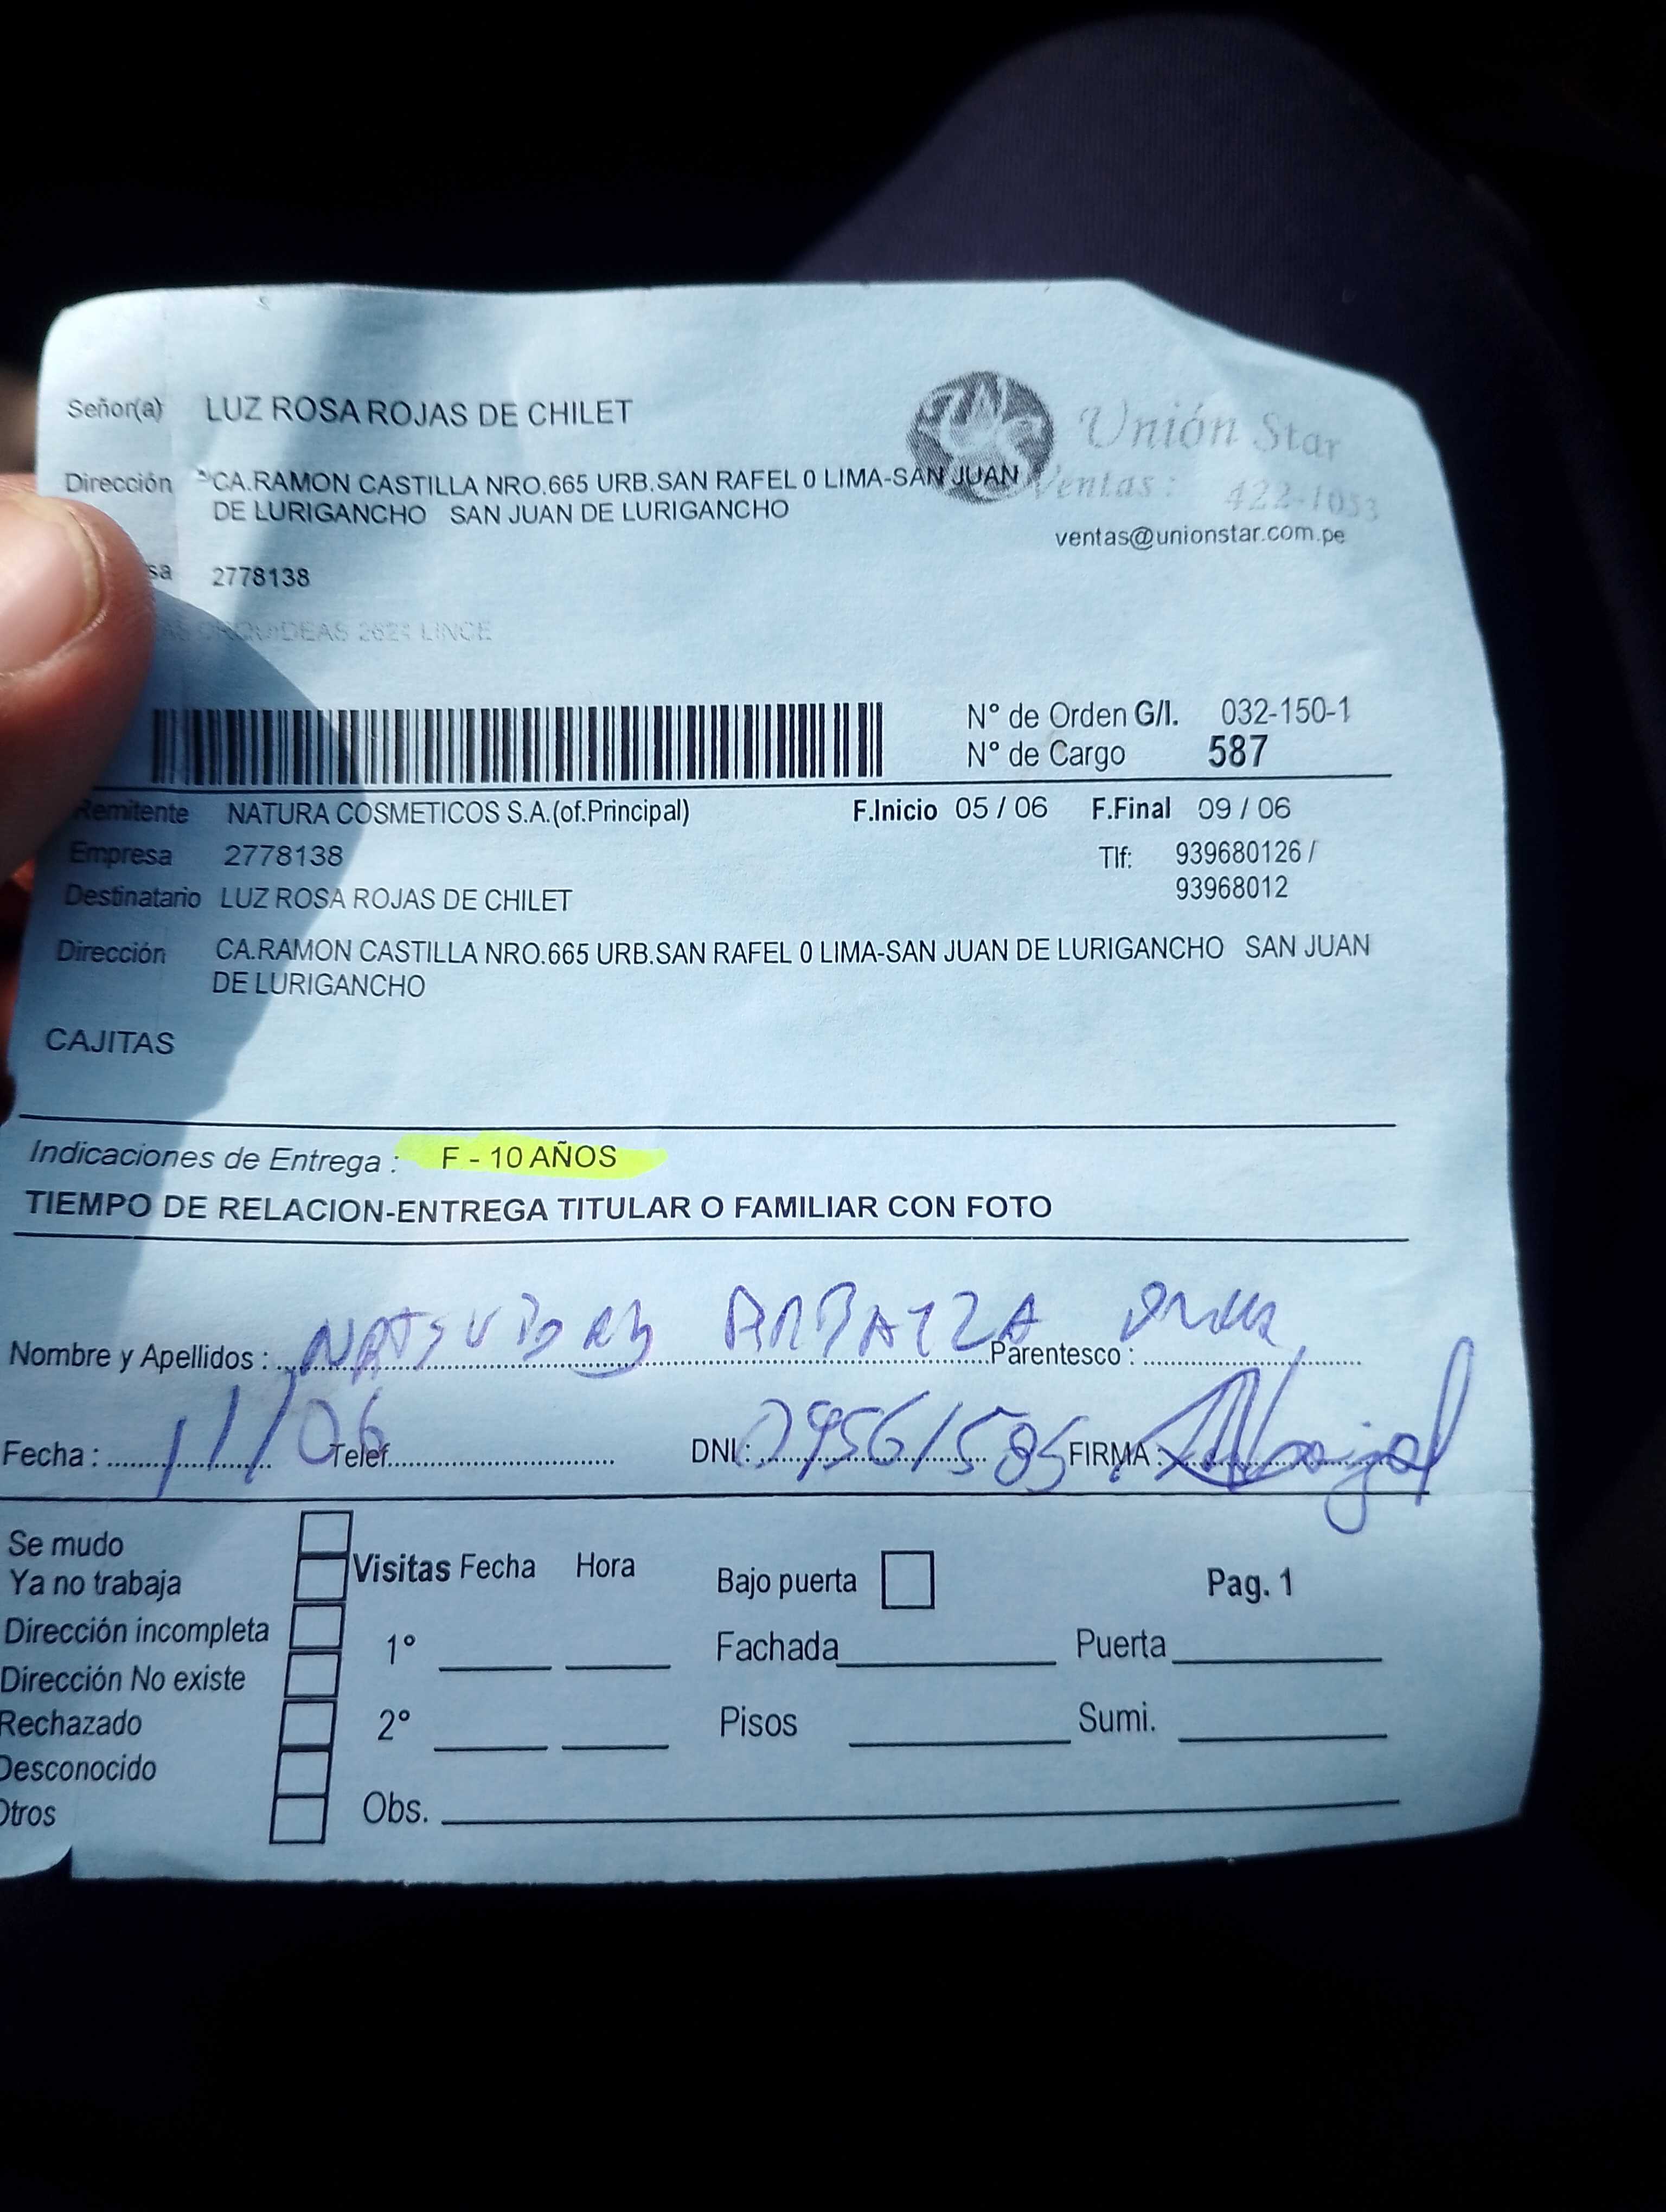 Señor(a) LUZ ROSA ROJAS DE CHILET
Unión Star
Dirección CA.RAMON CASTILLA NRO.665 URB.SAN RAFEL 0 LIMA-SAN JUAN
Ventas: 422-1053
DE LURIGANCHO SAN JUAN DE LURIGANCHO
ventas@unionstar.com.pe
sa 2778138
LINCE
N° de Orden G/I. 032-150-1
N° de Cargo 587
Remitente NATURA COSMETICOS S.A.(of.Principal) F.Inicio 05 / 06 F.Final 09 / 06
Empresa 2778138 Tlf: 939680126 /
93968012
Destinatario LUZ ROSA ROJAS DE CHILET
Dirección CA.RAMON CASTILLA NRO.665 URB.SAN RAFEL 0 LIMA-SAN JUAN DE LURIGANCHO SAN JUAN
DE LURIGANCHO
CAJITAS
Indicaciones de Entrega : F - 10 AÑOS
TIEMPO DE RELACION-ENTREGA TITULAR O FAMILIAR CON FOTO
Nombre y Apellidos : Parentesco :
Fecha : 11/06 Telef. DNI: FIRMA :
Se mudo
Ya no trabaja Visitas Fecha Hora Bajo puerta Pag. 1
Dirección incompleta 1° Fachada Puerta
Dirección No existe
Rechazado 2° Pisos Sumi.
Desconocido
Otros Obs.